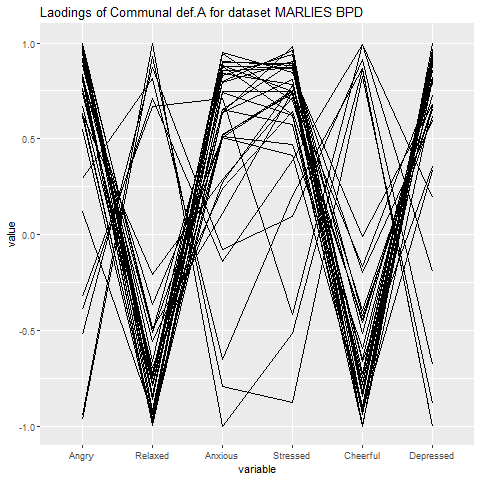 Laodings of Communal def.A for dataset MARLIES BPD
1.0
0.5
0.0
-0.5
-1.0
value
Angry Relaxed Anxious Stressed Cheerful Depressed
variable